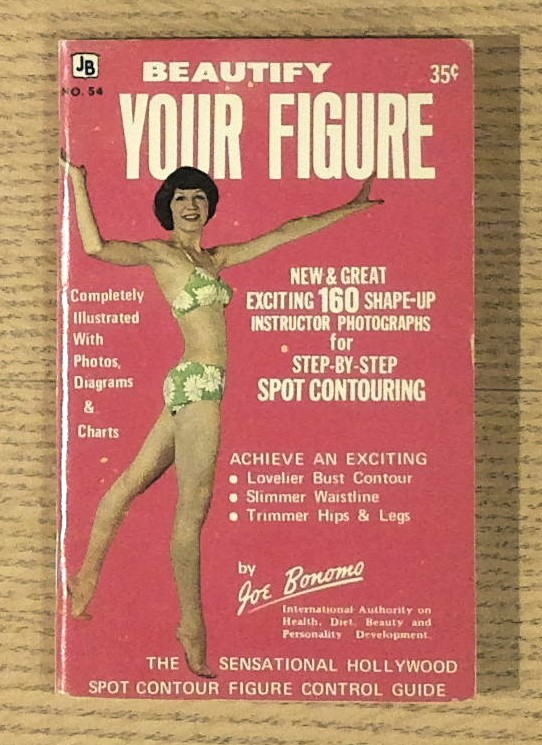 JB
NO. 54
BEAUTIFY
35¢
YOUR FIGURE
NEW & GREAT
EXCITING 160 SHAPE-UP
INSTRUCTOR PHOTOGRAPHS
for
STEP-BY-STEP
SPOT CONTOURING
Completely
Illustrated
With
Photos,
Diagrams
&
Charts
ACHIEVE AN EXCITING
● Lovelier Bust Contour
● Slimmer Waistline
● Trimmer Hips & Legs
by
Joe Bonomo
International Authority on
Health, Diet, Beauty and
Personality Development.
THE SENSATIONAL HOLLYWOOD
SPOT CONTOUR FIGURE CONTROL GUIDE